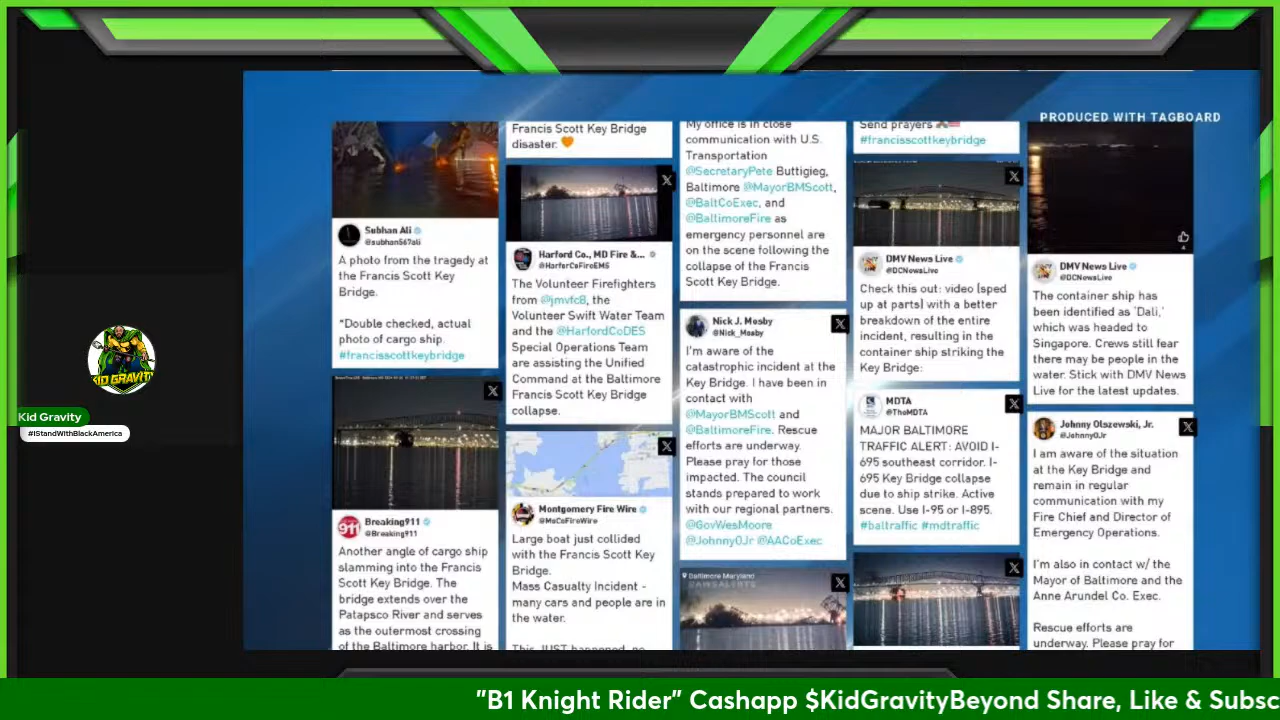 PRODUCED WITH TAGBOARD
Subhan Ali
@subhan567ali
A photo from the tragedy at
the Francis Scott Key
Bridge.
*Double checked, actual
photo of cargo ship.
#francisscottkeybridge
Breaking911
@Breaking911
Another angle of cargo ship
slamming into the Francis
Scott Key Bridge. The
bridge extends over the
Patapsco River and serves
as the outermost crossing
of the Baltimore harbor. It is
Francis Scott Key Bridge
disaster. 🧡
Harford Co., MD Fire &...
@HarforCoFireEMS
The Volunteer Firefighters
from @jmvfc8, the
Volunteer Swift Water Team
and the @HarfordCoDES
Special Operations Team
are assisting the Unified
Command at the Baltimore
Francis Scott Key Bridge
collapse.
Montgomery Fire Wire
@MoCoFireWire
Large boat just collided
with the Francis Scott Key
Bridge.
Mass Casualty Incident -
many cars and people are in
the water.
This JUST happened, no
My office is in close
communication with U.S.
Transportation
@SecretaryPete Buttigieg,
Baltimore @MayorBMScott,
@BaltCoExec, and
@BaltimoreFire as
emergency personnel are
on the scene following the
collapse of the Francis
Scott Key Bridge.
Nick J. Mosby
@Nick_Mosby
I'm aware of the
catastrophic incident at the
Key Bridge. I have been in
contact with
@MayorBMScott and
@BaltimoreFire. Rescue
efforts are underway.
Please pray for those
impacted. The council
stands prepared to work
with our regional partners.
@GovWesMoore
@JohnnyOJr @AACoExec
Baltimore Maryland
Send prayers 🙏🇺🇸
#francisscottkeybridge
DMV News Live
@DCNewsLive
Check this out: video (sped
up at parts) with a better
breakdown of the entire
incident, resulting in the
container ship striking the
Key Bridge:
MDTA
@TheMDTA
MAJOR BALTIMORE
TRAFFIC ALERT: AVOID I-
695 southeast corridor. I-
695 Key Bridge collapse
due to ship strike. Active
scene. Use I-95 or I-895.
#baltraffic #mdtraffic
DMV News Live
@DCNewsLive
The container ship has
been identified as 'Dali,'
which was headed to
Singapore. Crews still fear
there may be people in the
water. Stick with DMV News
Live for the latest updates.
Johnny Olszewski, Jr.
@JohnnyOJr
I am aware of the situation
at the Key Bridge and
remain in regular
communication with my
Fire Chief and Director of
Emergency Operations.
I'm also in contact w/ the
Mayor of Baltimore and the
Anne Arundel Co. Exec.
Rescue efforts are
underway. Please pray for
KID GRAVITY
Kid Gravity
#IStandWithBlackAmerica
"B1 Knight Rider" Cashapp $KidGravityBeyond Share, Like & Subsc